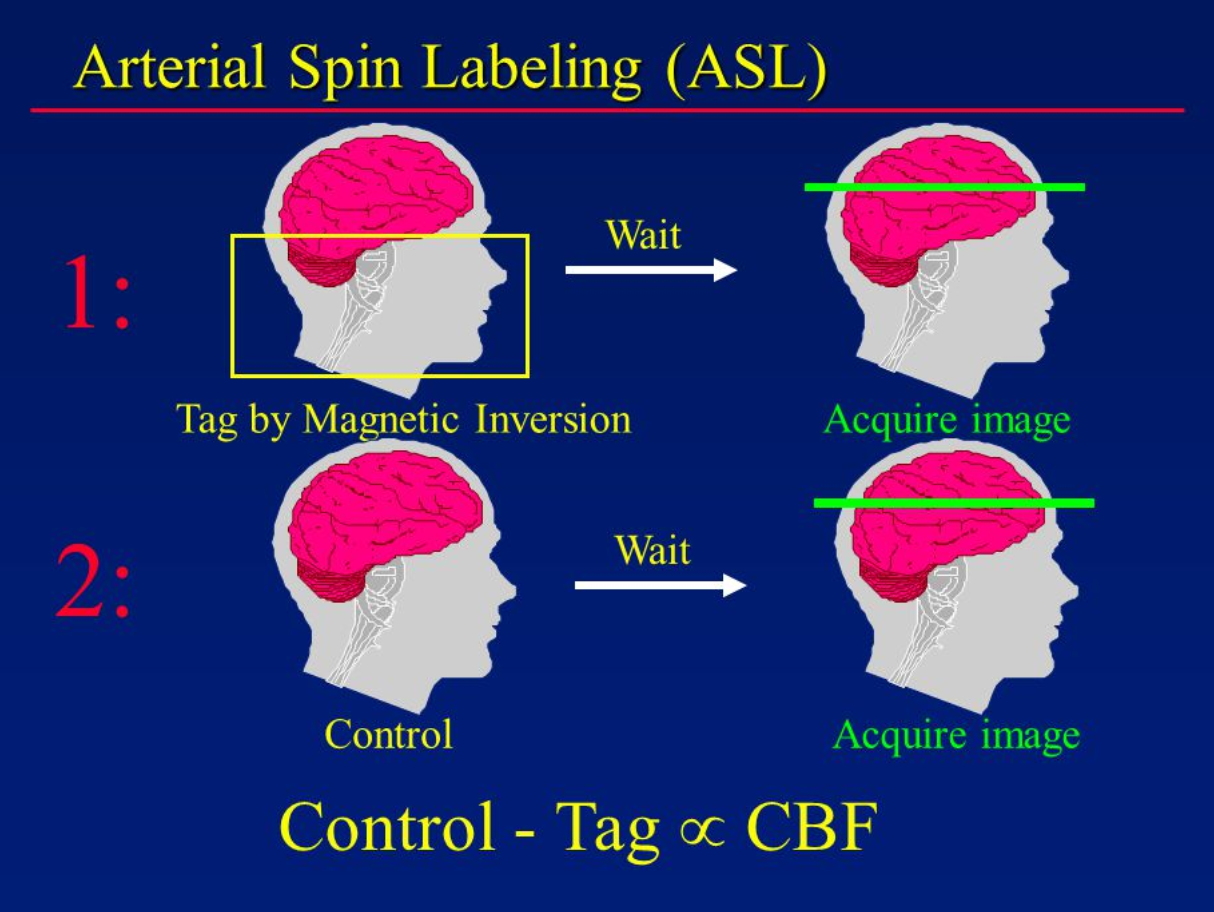 Arterial Spin Labeling (ASL)
1:
Wait
Tag by Magnetic Inversion
Acquire image
2:
Wait
Control
Acquire image
Control - Tag ∝ CBF